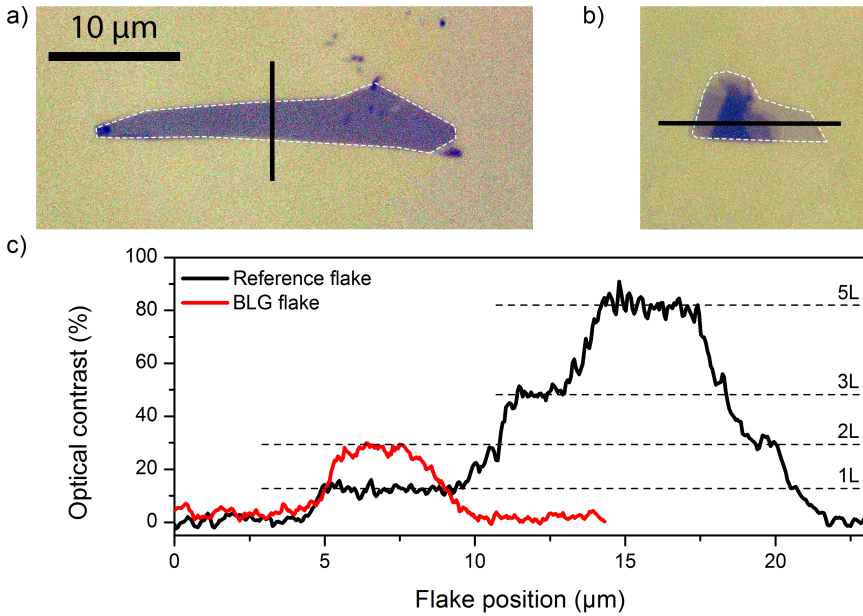 a)
10 µm
b)
c)
Reference flake
BLG flake
Optical contrast (%)
100
80
60
40
20
0
5L
3L
2L
1L
0
5
10
15
20
Flake position (µm)